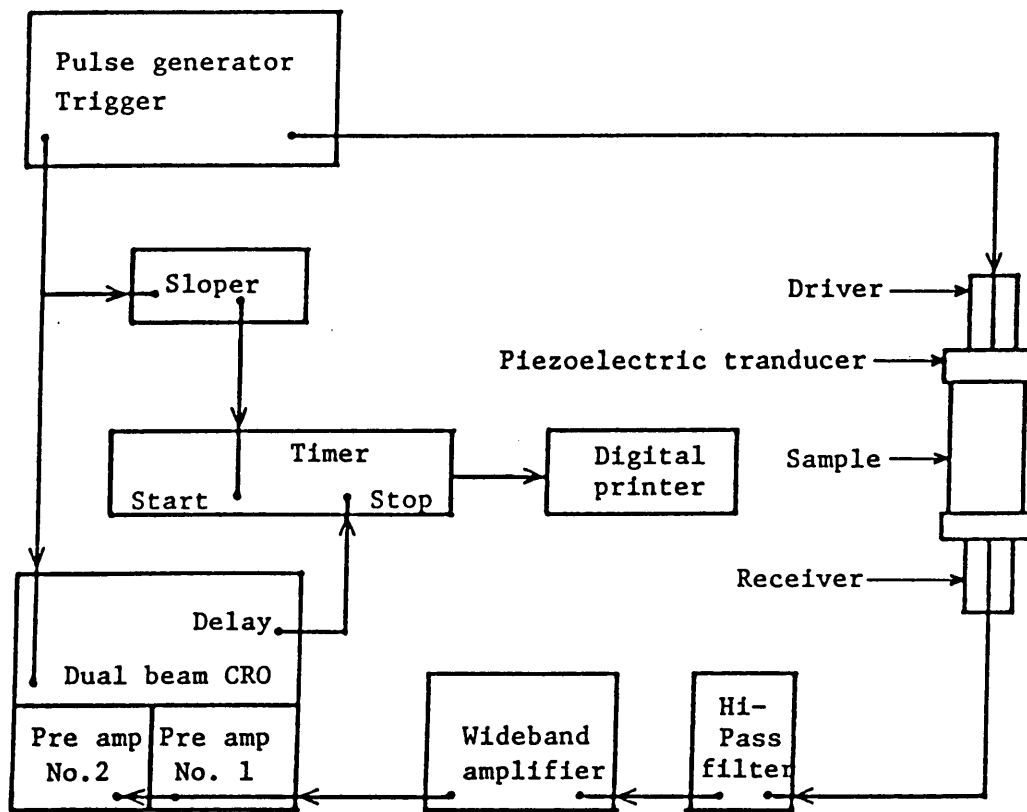 Pulse generator
Trigger
Sloper
Driver
Piezoelectric tranducer
Timer
Start
Stop
Digital
printer
Sample
Receiver
Delay
Dual beam CRO
Pre amp
No.2
Pre amp
No. 1
Wideband
amplifier
Hi-
Pass
filter